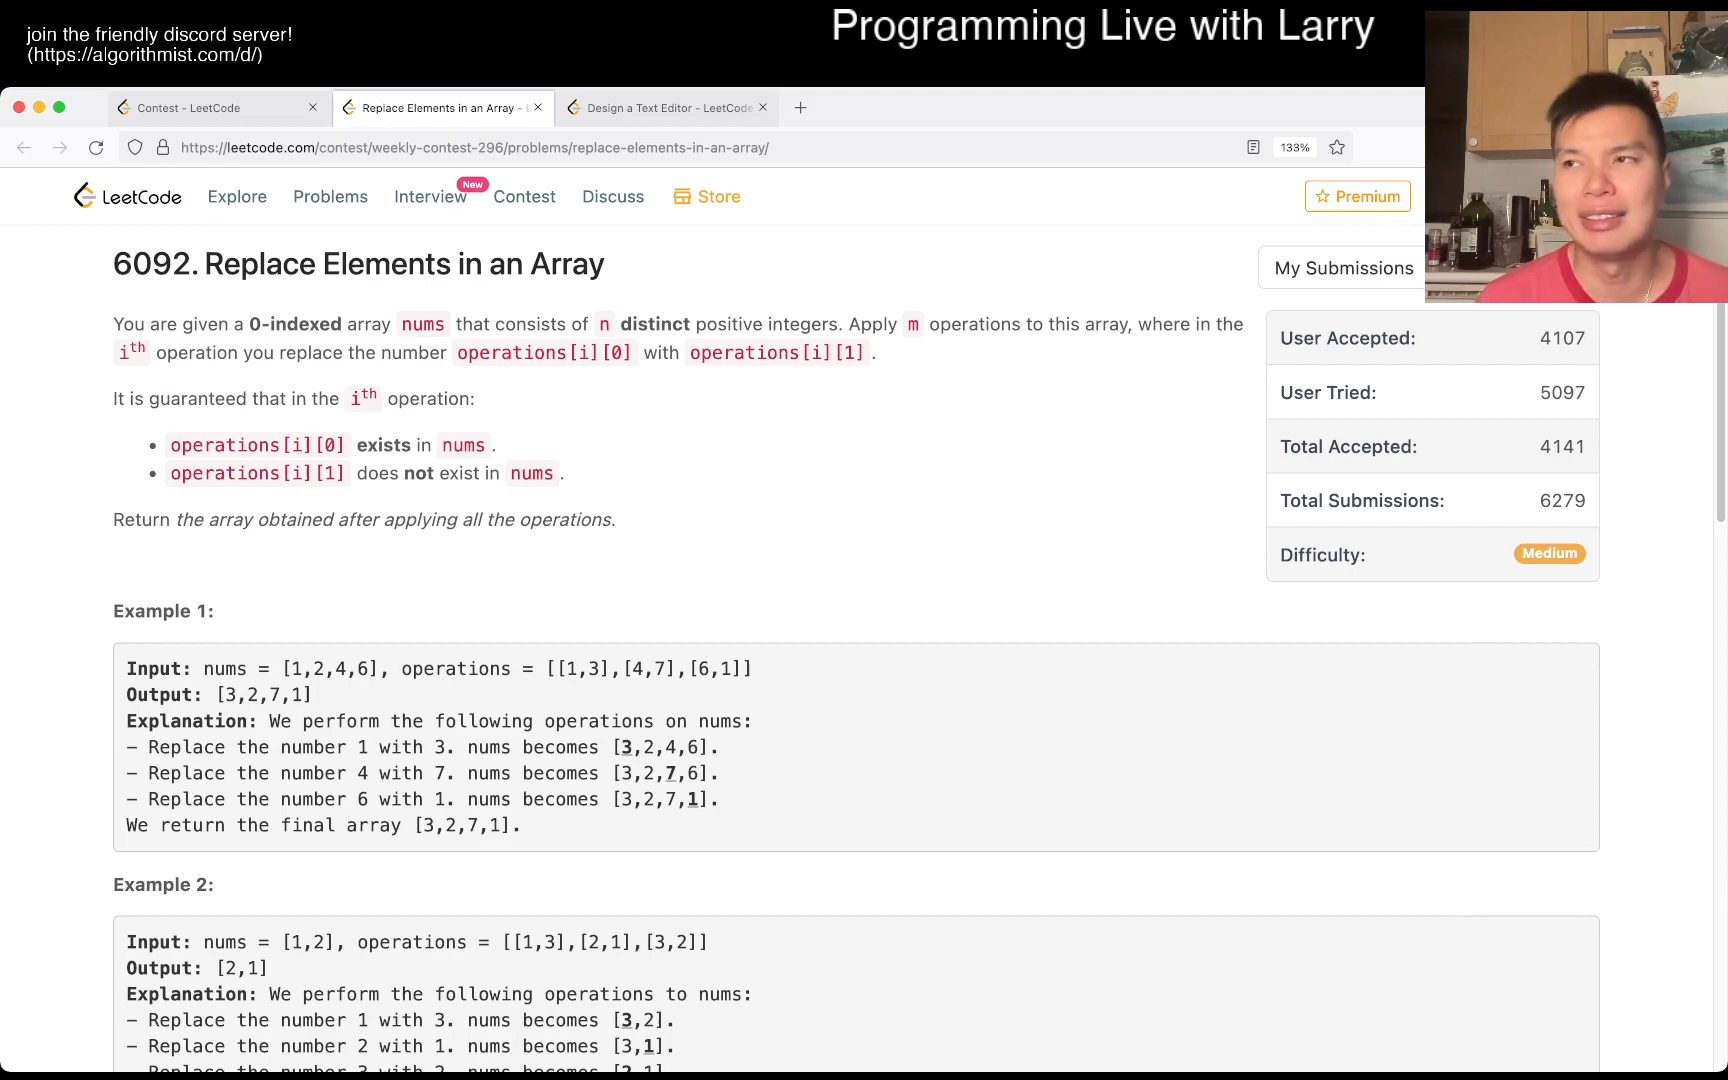 join the friendly discord server!
(https://algorithmist.com/d/)
Programming Live with Larry
Contest - LeetCode
Replace Elements in an Array - L
Design a Text Editor - LeetCode
https://leetcode.com/contest/weekly-contest-296/problems/replace-elements-in-an-array/
133%
LeetCode
Explore
Problems
Interview
New
Contest
Discuss
Store
Premium
6092. Replace Elements in an Array
My Submissions
You are given a 0-indexed array nums that consists of n distinct positive integers. Apply m operations to this array, where in the
ith operation you replace the number operations[i][0] with operations[i][1].
It is guaranteed that in the ith operation:
• operations[i][0] exists in nums.
• operations[i][1] does not exist in nums.
Return the array obtained after applying all the operations.
User Accepted: 4107
User Tried: 5097
Total Accepted: 4141
Total Submissions: 6279
Difficulty: Medium
Example 1:
Input: nums = [1,2,4,6], operations = [[1,3],[4,7],[6,1]]
Output: [3,2,7,1]
Explanation: We perform the following operations on nums:
- Replace the number 1 with 3. nums becomes [3,2,4,6].
- Replace the number 4 with 7. nums becomes [3,2,7,6].
- Replace the number 6 with 1. nums becomes [3,2,7,1].
We return the final array [3,2,7,1].
Example 2:
Input: nums = [1,2], operations = [[1,3],[2,1],[3,2]]
Output: [2,1]
Explanation: We perform the following operations to nums:
- Replace the number 1 with 3. nums becomes [3,2].
- Replace the number 2 with 1. nums becomes [3,1].
- Replace the number 3 with 2. nums becomes [2,1].